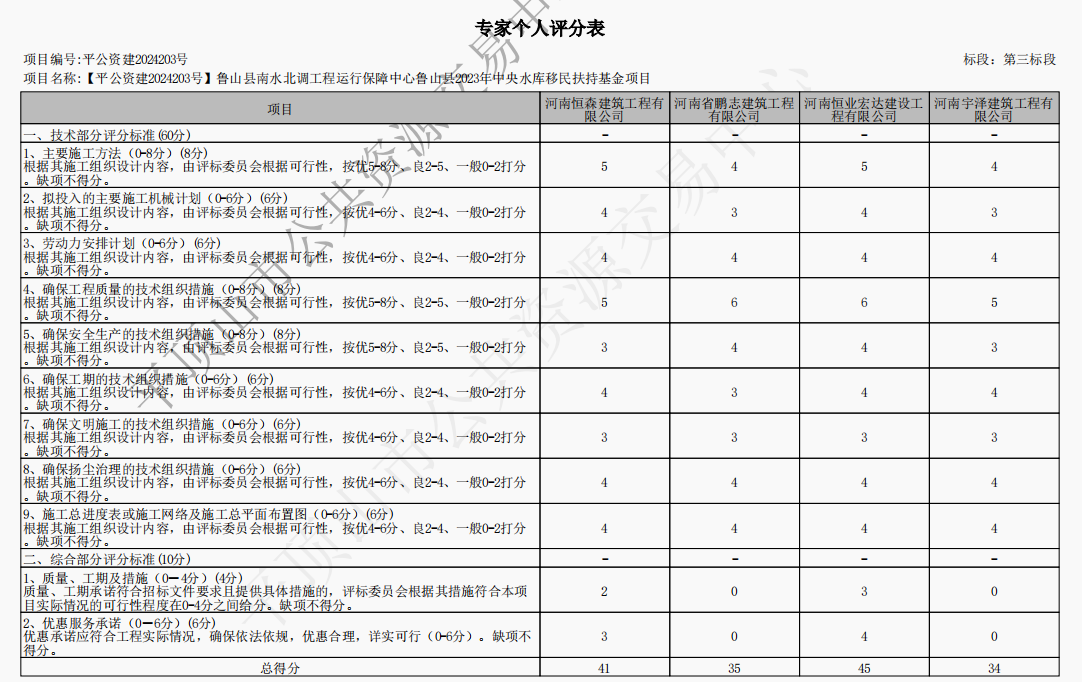 专家个人评分表
项目编号:平公资建2024203号
标段：第三标段
项目名称:【平公资建2024203号】鲁山县南水北调工程运行保障中心鲁山县2023年中央水库移民扶持基金项目
项目 河南恒森建筑工程有限公司 河南省鹏志建筑工程有限公司 河南恒业宏达建设工程有限公司 河南宇泽建筑工程有限公司
一、技术部分评分标准(60分) - - - -
1、主要施工方法（0-8分）(8分)
根据其施工组织设计内容，由评标委员会根据可行性，按优5-8分、良2-5、一般0-2打分 5 4 5 4
。缺项不得分。
2、拟投入的主要施工机械计划（0-6分）(6分)
根据其施工组织设计内容，由评标委员会根据可行性，按优4-6分、良2-4、一般0-2打分 4 3 4 3
。缺项不得分。
3、劳动力安排计划（0-6分）(6分)
根据其施工组织设计内容，由评标委员会根据可行性，按优4-6分、良2-4、一般0-2打分 4 4 4 4
。缺项不得分。
4、确保工程质量的技术组织措施（0-8分）(8分)
根据其施工组织设计内容，由评标委员会根据可行性，按优5-8分、良2-5、一般0-2打分 5 6 6 5
。缺项不得分。
5、确保安全生产的技术组织措施（0-8分）(8分)
根据其施工组织设计内容，由评标委员会根据可行性，按优5-8分、良2-5、一般0-2打分 3 4 4 3
。缺项不得分。
6、确保工期的技术组织措施（0-6分）(6分)
根据其施工组织设计内容，由评标委员会根据可行性，按优4-6分、良2-4、一般0-2打分 4 3 4 4
。缺项不得分。
7、确保文明施工的技术组织措施（0-6分）(6分)
根据其施工组织设计内容，由评标委员会根据可行性，按优4-6分、良2-4、一般0-2打分 3 3 3 3
。缺项不得分。
8、确保扬尘治理的技术组织措施（0-6分）(6分)
根据其施工组织设计内容，由评标委员会根据可行性，按优4-6分、良2-4、一般0-2打分 4 4 4 4
。缺项不得分。
9、施工总进度表或施工网络及施工总平面布置图（0-6分）(6分)
根据其施工组织设计内容，由评标委员会根据可行性，按优4-6分、良2-4、一般0-2打分 4 4 4 4
。缺项不得分。
二、综合部分评分标准(10分) - - - -
1、质量、工期及措施（0－4分）(4分)
质量、工期承诺符合招标文件要求且提供具体措施的，评标委员会根据其措施符合本项 2 0 3 0
目实际情况的可行性程度在0-4分之间给分。缺项不得分。
2、优惠服务承诺（0－6分）(6分)
优惠承诺应符合工程实际情况，确保依法依规，优惠合理，详实可行（0-6分）。缺项不 3 0 4 0
得分。
总得分 41 35 45 34
平顶山市公共资源交易中
平顶山市公共资源交易中心